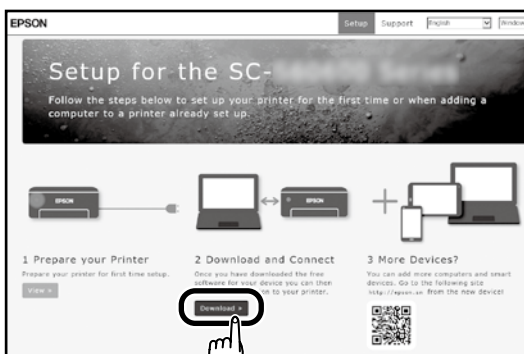 EPSON
Setup Support English Window
Setup for the SC-
Follow the steps below to set up your printer for the first time or when adding a
computer to a printer already set up.
EPSON
EPSON
1 Prepare your Printer
Prepare your printer for first time setup.
View »
2 Download and Connect
Once you have downloaded the free
software for your device you can then
on to your printer.
Download »
3 More Devices?
You can add more computers and smart
devices. Go to the following site
http://epson.sn from the new device!